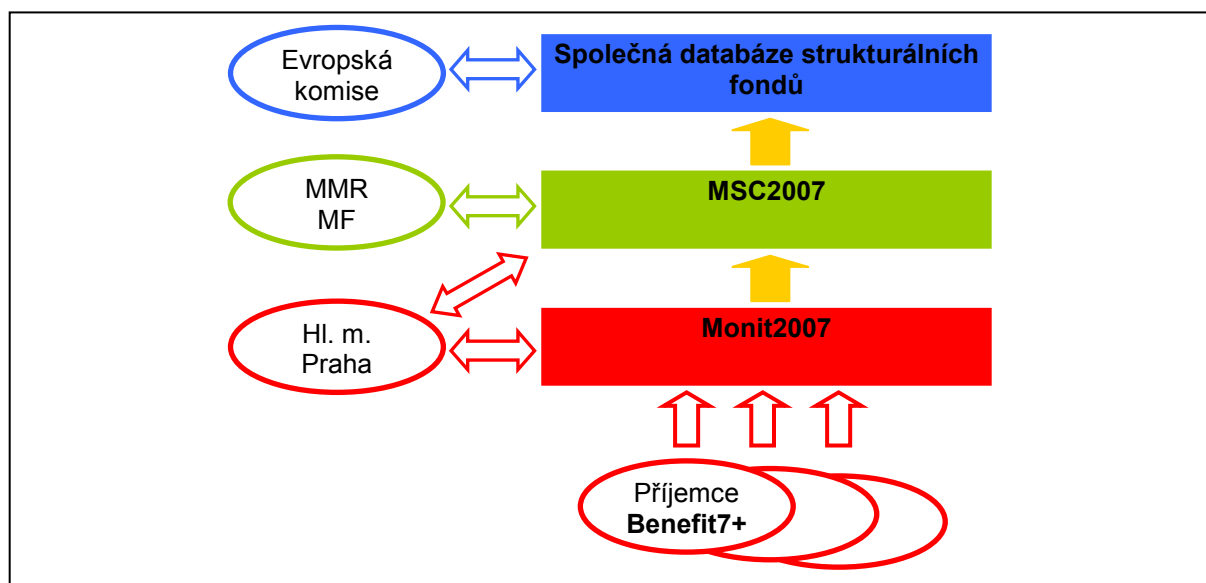 Evropská
komise
Společná databáze strukturálních
fondů
MMR
MF
MSC2007
Hl. m.
Praha
Monit2007
Příjemce
Benefit7+